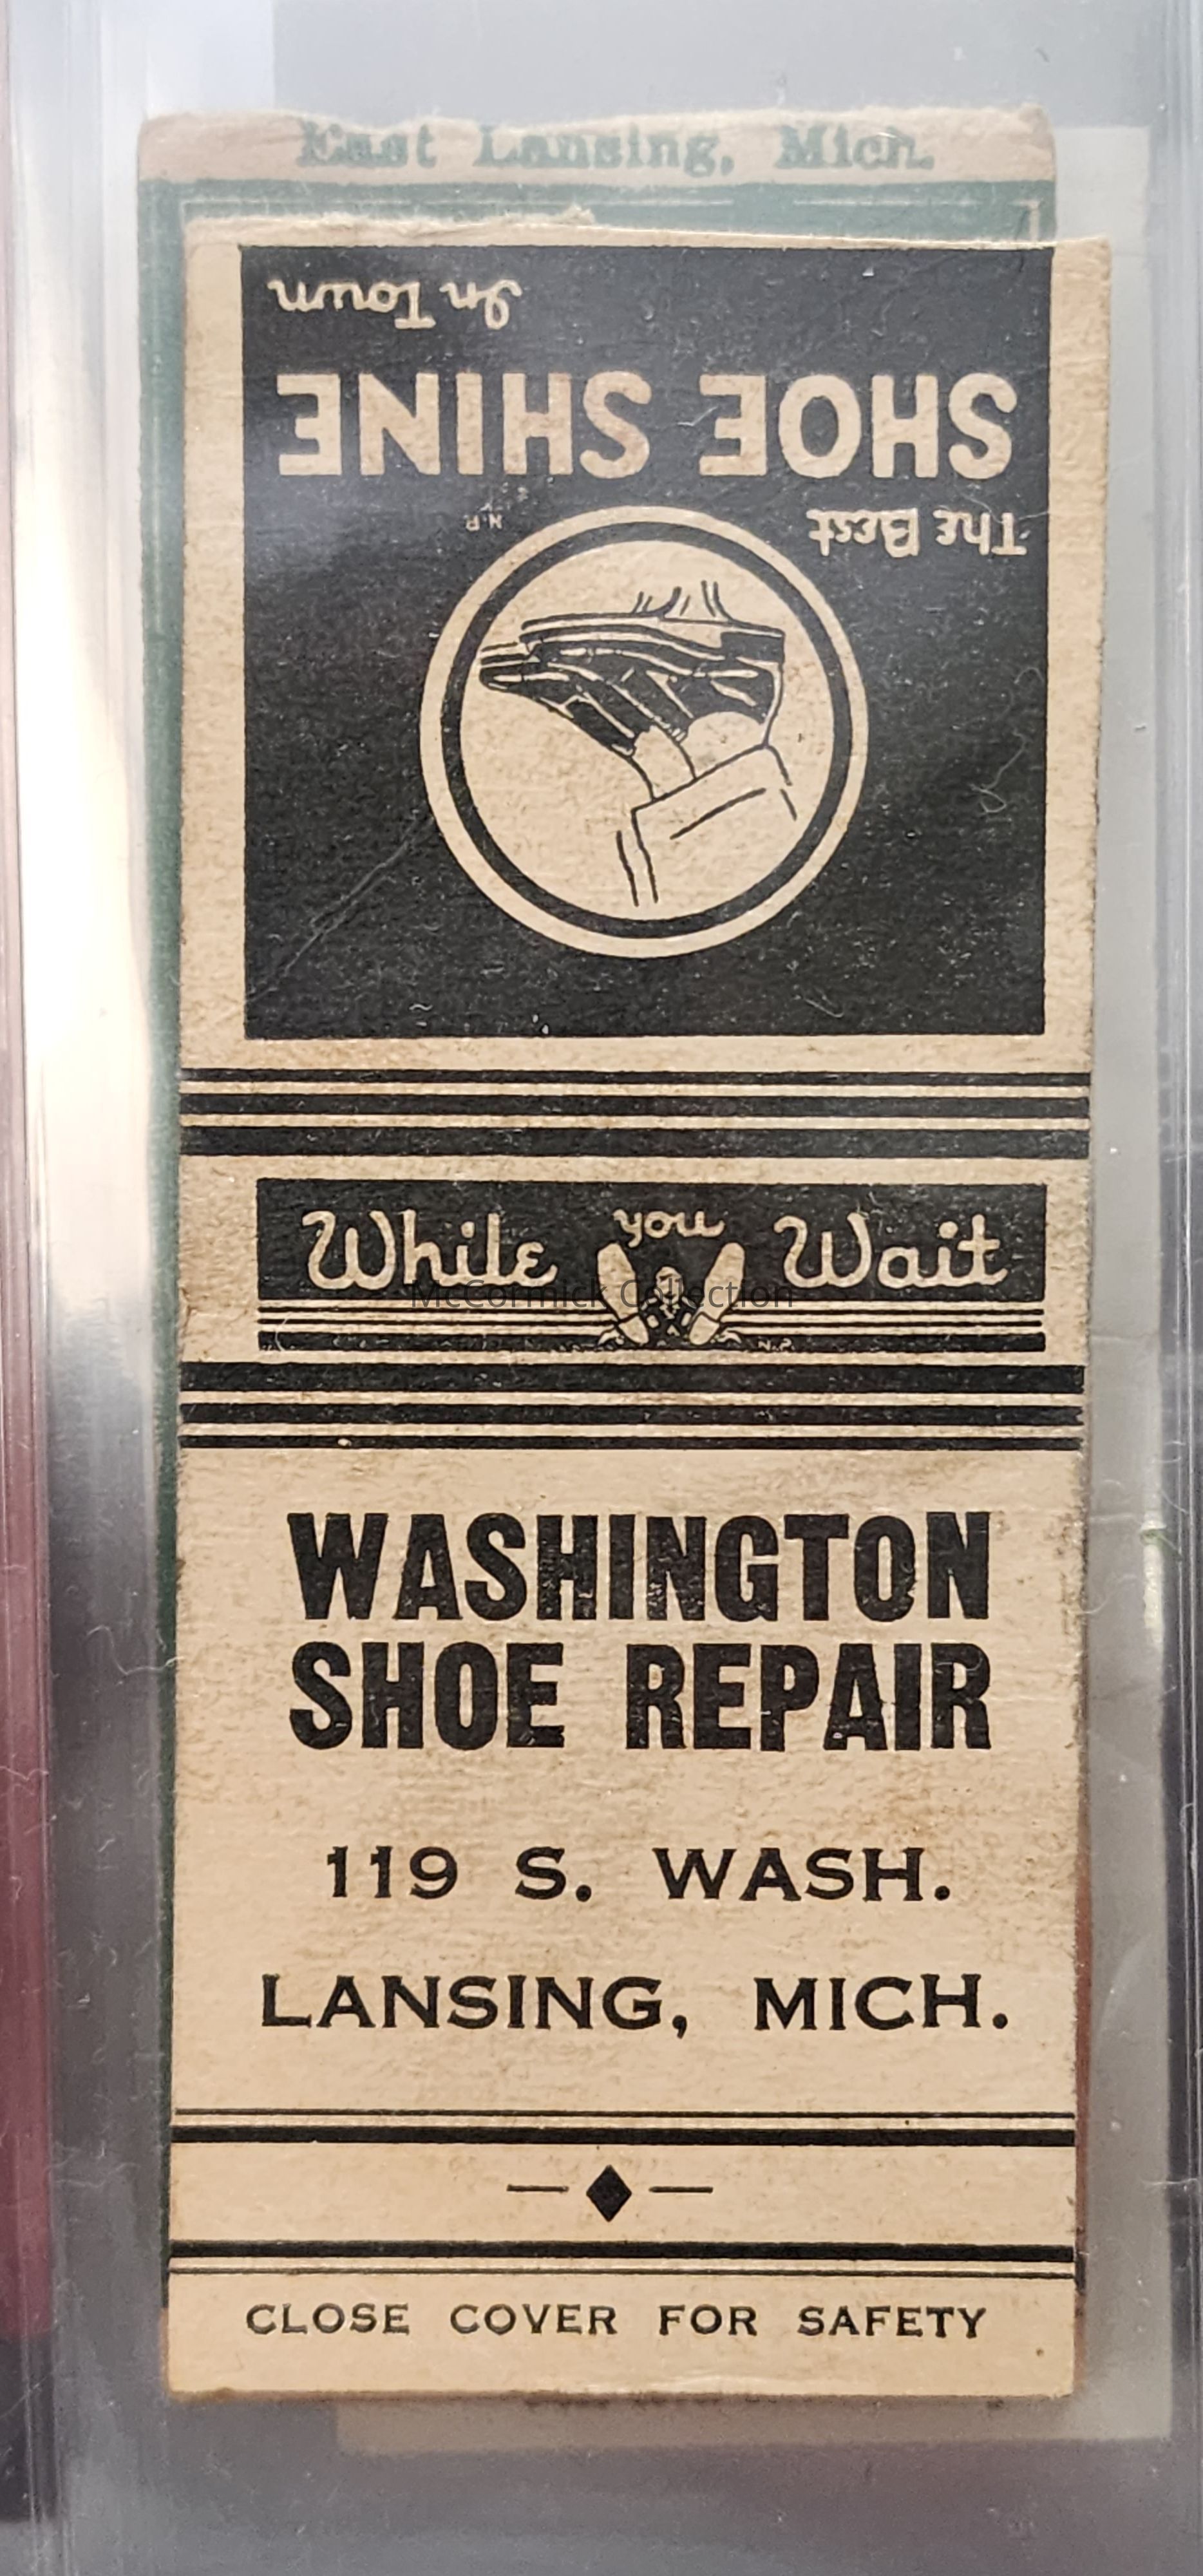 East Lansing, Mich.
The Best
SHOE SHINE
In Town
N.P.
While you Wait
N.P.
McCormick Collection
WASHINGTON
SHOE REPAIR
119 S. WASH.
LANSING, MICH.
CLOSE COVER FOR SAFETY